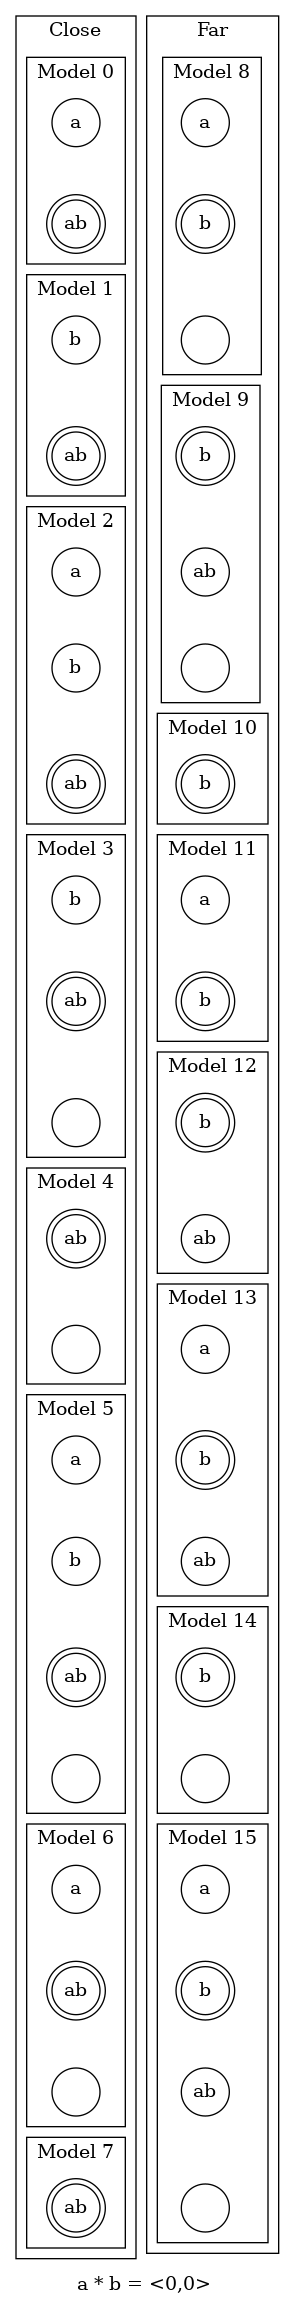 Close
Model 0
a
ab
Model 1
b
ab
Model 2
a
b
ab
Model 3
b
ab
Model 4
ab
Model 5
a
b
ab
Model 6
a
ab
Model 7
ab
Far
Model 8
a
b
Model 9
b
ab
Model 10
b
Model 11
a
b
Model 12
b
ab
Model 13
a
b
ab
Model 14
b
Model 15
a
b
ab
a * b = <0,0>